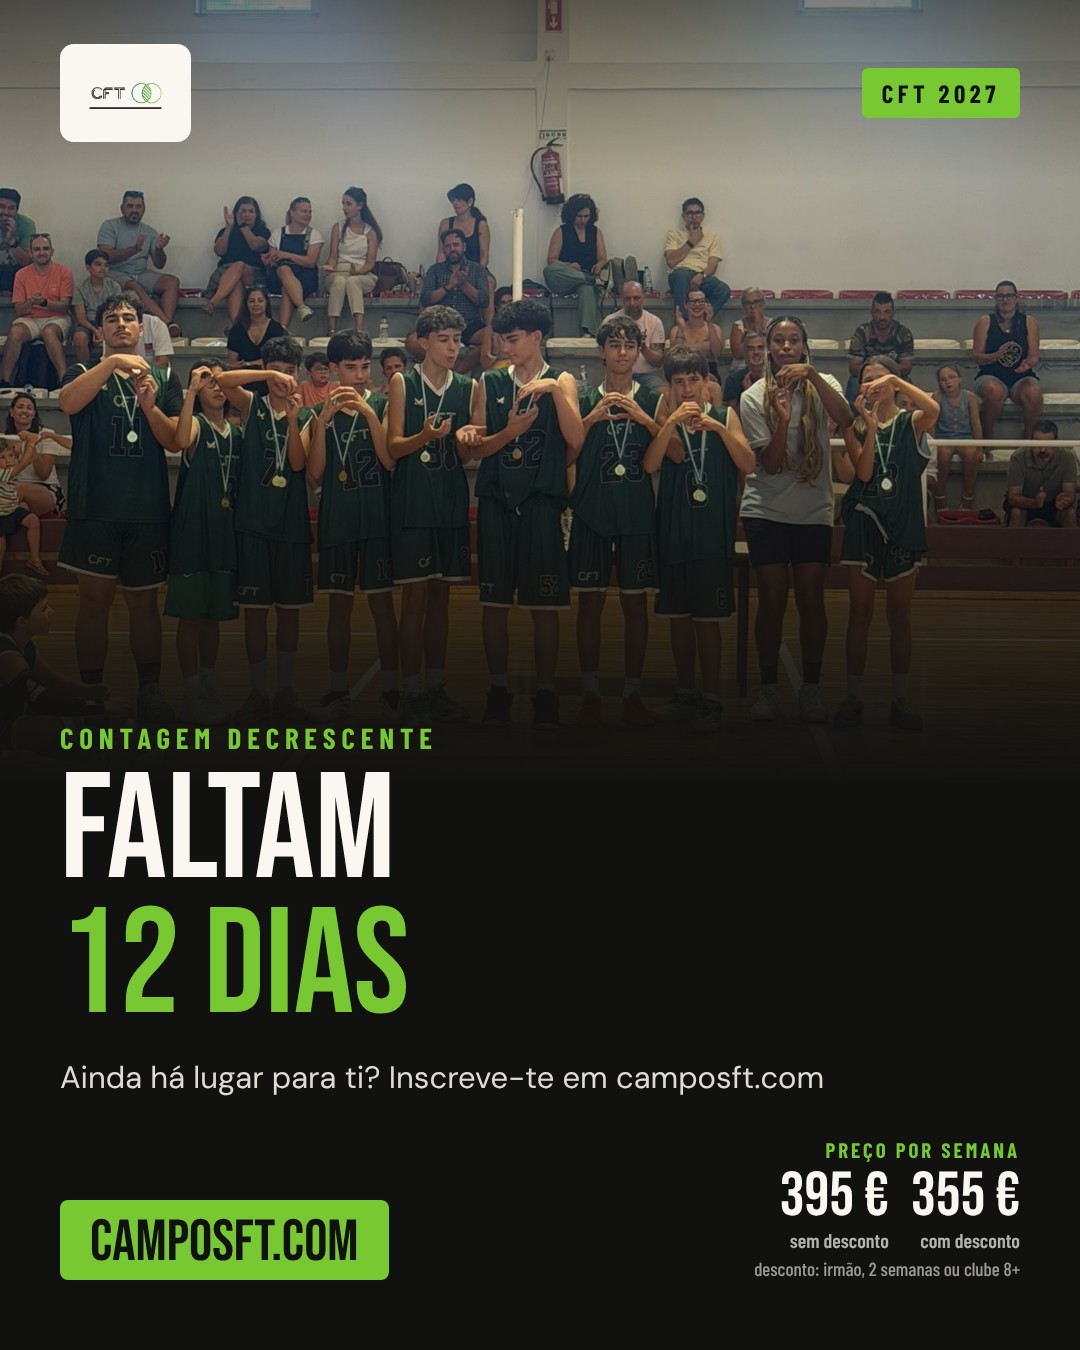 CFT
CFT 2027
CONTAGEM DECRESCENTE
FALTAM
12 DIAS
Ainda há lugar para ti? Inscreve-te em camposft.com
PREÇO POR SEMANA
395 € 355 €
sem desconto com desconto
desconto: irmão, 2 semanas ou clube 8+
CAMPOSFT.COM